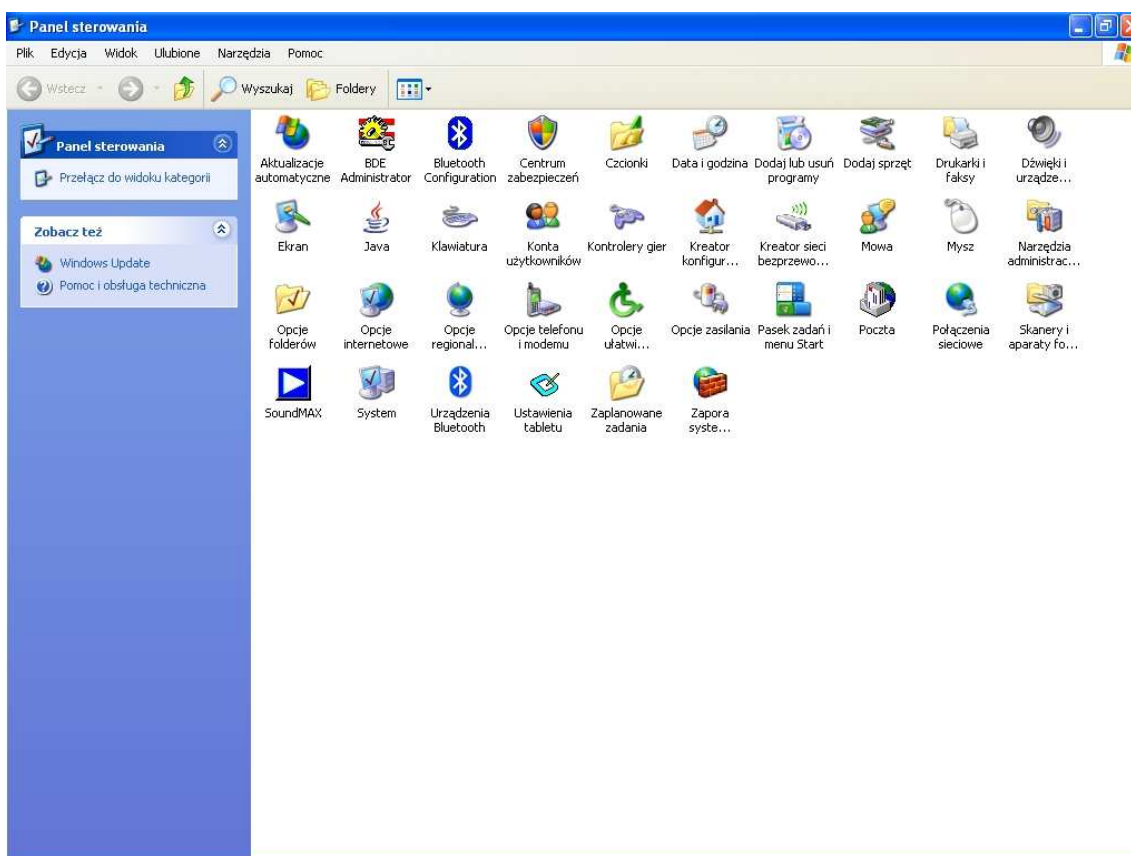 Panel sterowania
Plik Edycja Widok Ulubione Narzędzia Pomoc
Wstecz Wyszukaj Foldery
Panel sterowania
Przełącz do widoku kategorii
Zobacz też
Windows Update
Pomoc i obsługa techniczna
Aktualizacje automatyczne
BDE Administrator
Bluetooth Configuration
Centrum zabezpieczeń
Czcionki
Data i godzina
Dodaj lub usuń programy
Dodaj sprzęt
Drukarki i faksy
Dźwięki i urządze...
Ekran
Java
Klawiatura
Konta użytkowników
Kontrolery gier
Kreator konfigur...
Kreator sieci bezprzewo...
Mowa
Mysz
Narzędzia administrac...
Opcje folderów
Opcje internetowe
Opcje regional...
Opcje telefonu i modemu
Opcje ułatwi...
Opcje zasilania
Pasek zadań i menu Start
Poczta
Połączenia sieciowe
Skanery i aparaty fo...
SoundMAX
System
Urządzenia Bluetooth
Ustawienia tabletu
Zaplanowane zadania
Zapora syste...